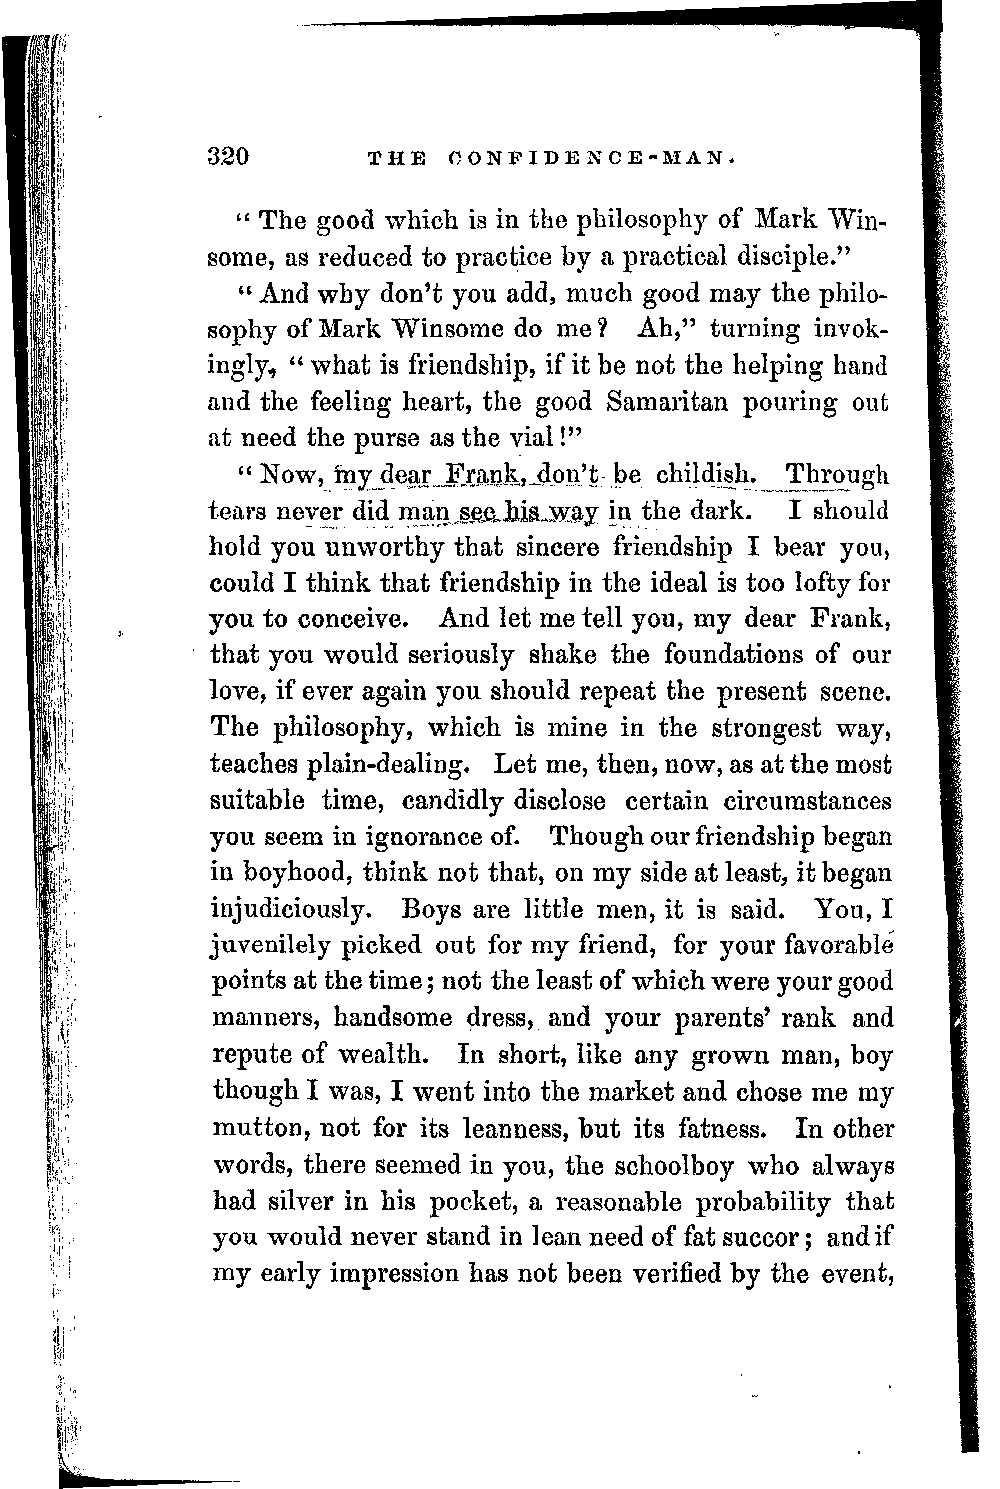 320 THE CONFIDENCE-MAN.
“ The good which is in the philosophy of Mark Win-
some, as reduced to practice by a practical disciple.”
“ And why don’t you add, much good may the philo-
sophy of Mark Winsome do me? Ah,” turning invok-
ingly, “ what is friendship, if it be not the helping hand
and the feeling heart, the good Samaritan pouring out
at need the purse as the vial!”
“ Now, my dear Frank, don’t be childish. Through
tears never did man see his way in the dark. I should
hold you unworthy that sincere friendship I bear you,
could I think that friendship in the ideal is too lofty for
you to conceive. And let me tell you, my dear Frank,
that you would seriously shake the foundations of our
love, if ever again you should repeat the present scene.
The philosophy, which is mine in the strongest way,
teaches plain-dealing. Let me, then, now, as at the most
suitable time, candidly disclose certain circumstances
you seem in ignorance of. Though our friendship began
in boyhood, think not that, on my side at least, it began
injudiciously. Boys are little men, it is said. You, I
juvenilely picked out for my friend, for your favorable
points at the time; not the least of which were your good
manners, handsome dress, and your parents’ rank and
repute of wealth. In short, like any grown man, boy
though I was, I went into the market and chose me my
mutton, not for its leanness, but its fatness. In other
words, there seemed in you, the schoolboy who always
had silver in his pocket, a reasonable probability that
you would never stand in lean need of fat succor; and if
my early impression has not been verified by the event,